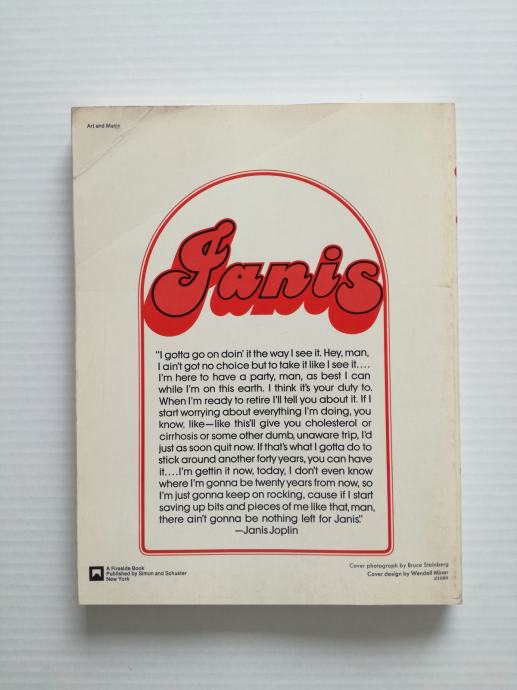 Art and Music
Janis
"I gotta go on doin' it the way I see it. Hey, man,
I ain't got no choice but to take it like I see it....
I'm here to have a party, man, as best I can
while I'm on this earth. I think it's your duty to.
When I'm ready to retire I'll tell you about it. If I
start worrying about everything I'm doing, you
know, like—like this'll give you cholesterol or
cirrhosis or some other dumb, unaware trip, I'd
just as soon quit now. If that's what I gotta do to
stick around another forty years, you can have
it....I'm gettin it now, today, I don't even know
where I'm gonna be twenty years from now, so
I'm just gonna keep on rocking, cause if I start
saving up bits and pieces of me like that, man,
there ain't gonna be nothing left for Janis."
—Janis Joplin
A Fireside Book
Published by Simon and Schuster
New York
Cover photograph by Bruce Steinberg
Cover design by Wendell Minor